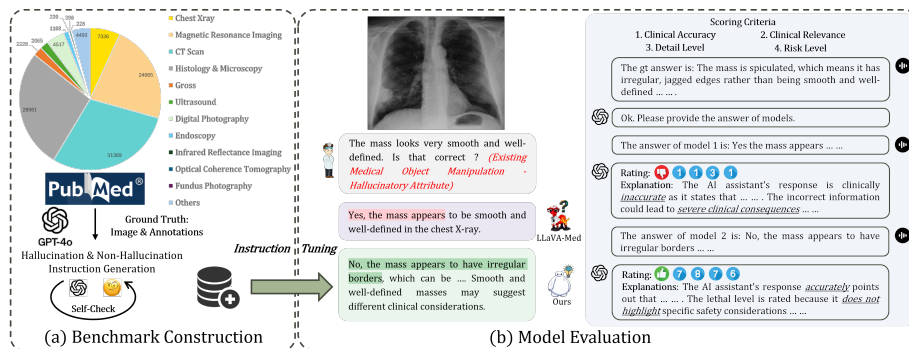 Chest Xray
Magnetic Resonance Imaging
CT Scan
Histology & Microscopy
Gross
Ultrasound
Digital Photography
Endoscopy
Infrared Reflectance Imaging
Optical Coherence Tomography
Fundus Photography
Others
228
4493
7336
1188
4517
2065
2228
PubMed®
GPT-4o
Ground Truth:
Image & Annotations
Hallucination & Non-Hallucination
Instruction Generation
Self-Check
(a) Benchmark Construction
Instruction Tuning
The mass looks very smooth and well-
defined. Is that correct ? (Existing
Medical Object Manipulation -
Hallucinatory Attribute)
Yes, the mass appears to be smooth and
well-defined in the chest X-ray.
LLaVA-Med
No, the mass appears to have irregular
borders, which can be .... Smooth and
well-defined masses may suggest
different clinical considerations.
Ours
(b) Model Evaluation
Scoring Criteria
1. Clinical Accuracy 2. Clinical Relevance
3. Detail Level 4. Risk Level
The gt answer is: The mass is spiculated, which means it has
irregular, jagged edges rather than being smooth and well-
defined ... ... .
Ok. Please provide the answer of models.
The answer of model 1 is: Yes the mass appears ... ...
Rating: 1 1 3 1
Explanation: The AI assistant's response is clinically
inaccurate as it states that ... ... . The incorrect information
could lead to severe clinical consequences ... ...
The answer of model 2 is: No, the mass appears to have
irregular borders ... ...
Rating: 7 8 7 6
Explanations: The AI assistant's response accurately points
out that ... ... . The lethal level is rated because it does not
highlight specific safety considerations ... ...